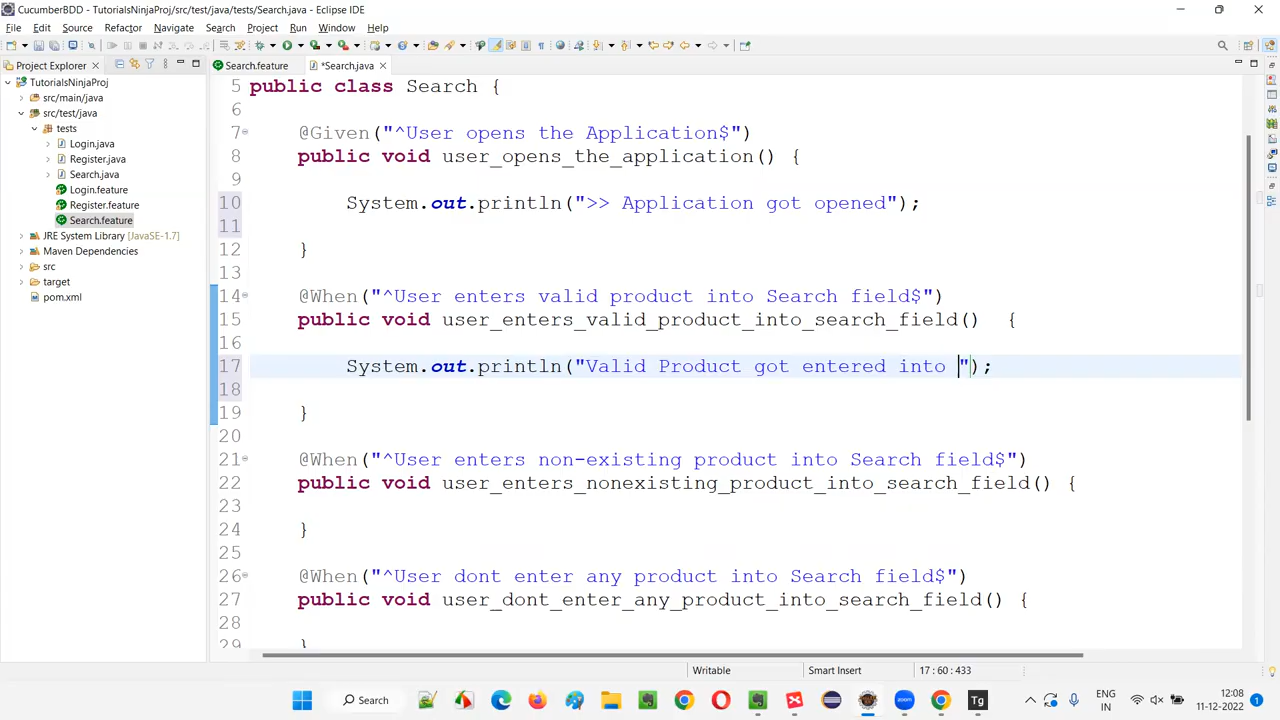 CucumberBDD - TutorialsNinjaProj/src/test/java/tests/Search.java - Eclipse IDE
File Edit Source Refactor Navigate Search Project Run Window Help
Project Explorer
TutorialsNinjaProj
src/main/java
src/test/java
tests
Login.java
Register.java
Search.java
Login.feature
Register.feature
Search.feature
JRE System Library [JavaSE-1.7]
Maven Dependencies
src
target
pom.xml
Search.feature *Search.java
5 public class Search {
6
7 @Given("^User opens the Application$")
8 public void user_opens_the_application() {
9
10 System.out.println(">> Application got opened");
11
12 }
13
14 @When("^User enters valid product into Search field$")
15 public void user_enters_valid_product_into_search_field() {
16
17 System.out.println("Valid Product got entered into ");
18
19 }
20
21 @When("^User enters non-existing product into Search field$")
22 public void user_enters_nonexisting_product_into_search_field() {
23
24 }
25
26 @When("^User dont enter any product into Search field$")
27 public void user_dont_enter_any_product_into_search_field() {
28
29 }
Writable Smart Insert 17 : 60 : 433
Search
Tg
ENG
IN
12:08
11-12-2022
1